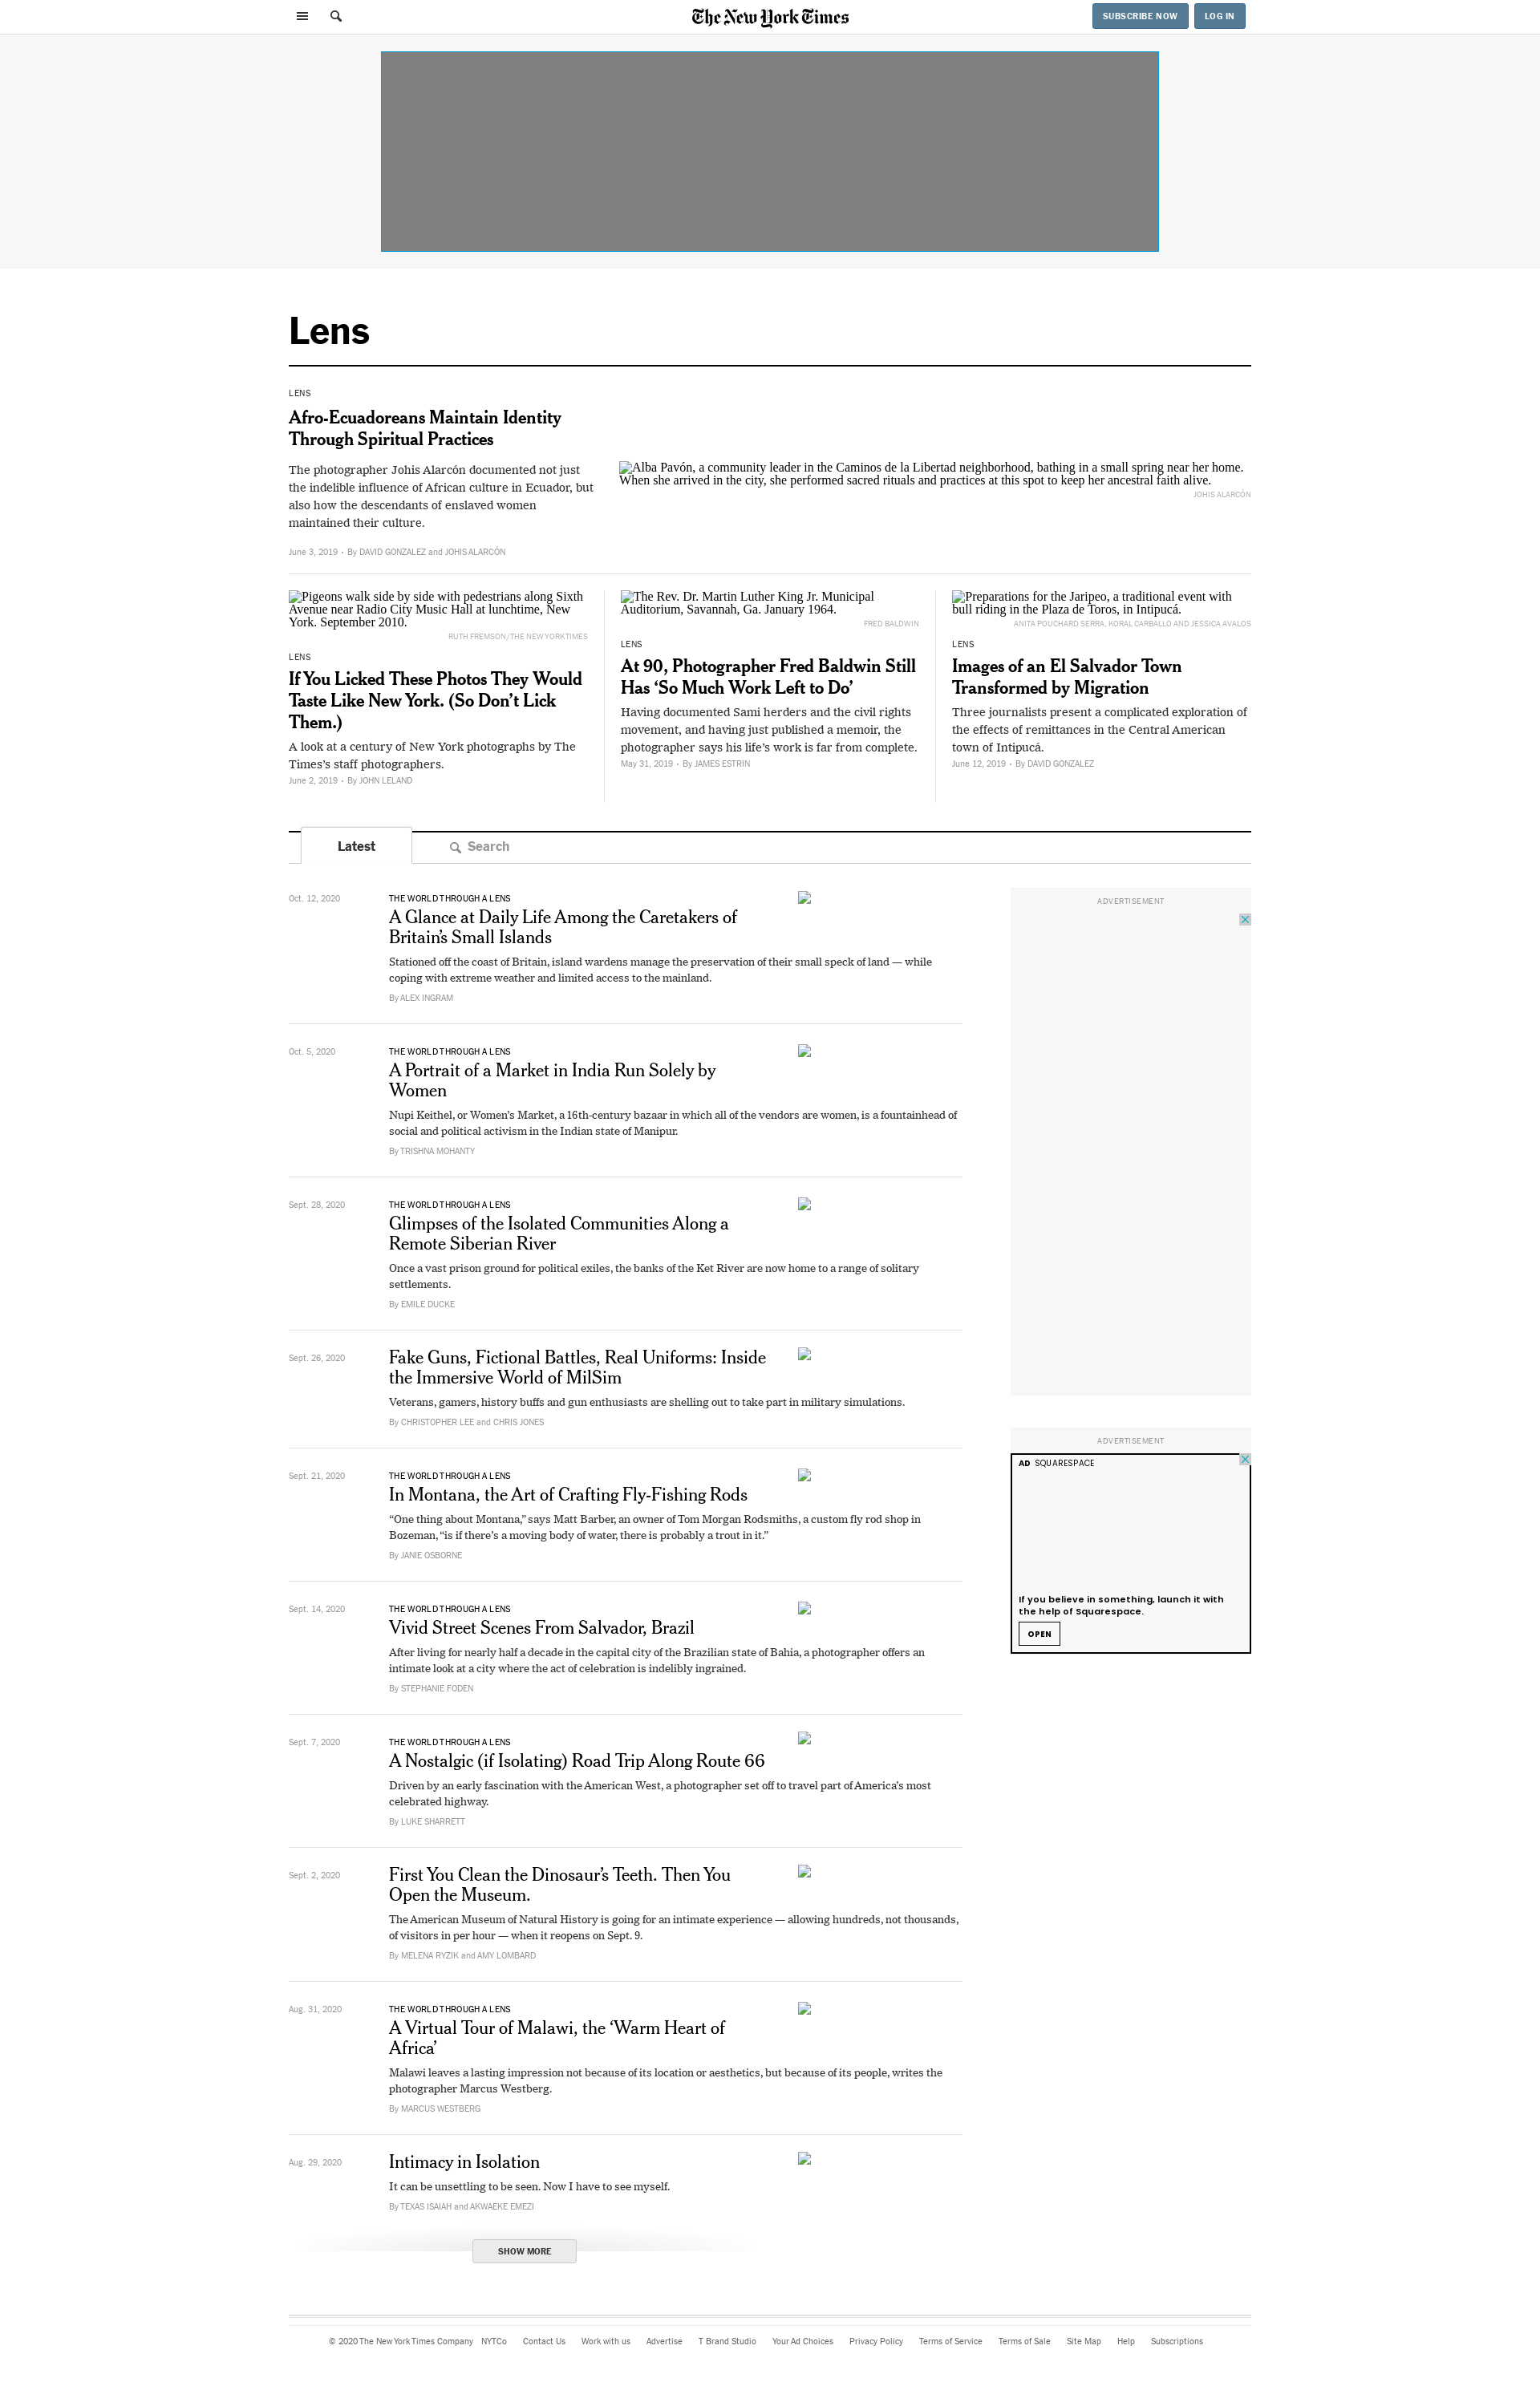 The New York Times
SUBSCRIBE NOW
LOG IN
Lens
LENS
Afro-Ecuadoreans Maintain Identity
Through Spiritual Practices
The photographer Johis Alarcón documented not just
the indelible influence of African culture in Ecuador, but
also how the descendants of enslaved women
maintained their culture.
June 3, 2019 • By DAVID GONZALEZ and JOHIS ALARCÓN
Alba Pavón, a community leader in the Caminos de la Libertad neighborhood, bathing in a small spring near her home.
When she arrived in the city, she performed sacred rituals and practices at this spot to keep her ancestral faith alive.
JOHIS ALARCÓN
Pigeons walk side by side with pedestrians along Sixth
Avenue near Radio City Music Hall at lunchtime, New
York. September 2010.
RUTH FREMSON/THE NEW YORK TIMES
LENS
If You Licked These Photos They Would
Taste Like New York. (So Don’t Lick
Them.)
A look at a century of New York photographs by The
Times’s staff photographers.
June 2, 2019 • By JOHN LELAND
The Rev. Dr. Martin Luther King Jr. Municipal
Auditorium, Savannah, Ga. January 1964.
FRED BALDWIN
LENS
At 90, Photographer Fred Baldwin Still
Has ‘So Much Work Left to Do’
Having documented Sami herders and the civil rights
movement, and having just published a memoir, the
photographer says his life’s work is far from complete.
May 31, 2019 • By JAMES ESTRIN
Preparations for the Jaripeo, a traditional event with
bull riding in the Plaza de Toros, in Intipucá.
ANITA POUCHARD SERRA, KORAL CARBALLO AND JESSICA AVALOS
LENS
Images of an El Salvador Town
Transformed by Migration
Three journalists present a complicated exploration of
the effects of remittances in the Central American
town of Intipucá.
June 12, 2019 • By DAVID GONZALEZ
Latest
Search
Oct. 12, 2020
THE WORLD THROUGH A LENS
A Glance at Daily Life Among the Caretakers of
Britain’s Small Islands
Stationed off the coast of Britain, island wardens manage the preservation of their small speck of land — while
coping with extreme weather and limited access to the mainland.
By ALEX INGRAM
Oct. 5, 2020
THE WORLD THROUGH A LENS
A Portrait of a Market in India Run Solely by
Women
Nupi Keithel, or Women’s Market, a 16th-century bazaar in which all of the vendors are women, is a fountainhead of
social and political activism in the Indian state of Manipur.
By TRISHNA MOHANTY
Sept. 28, 2020
THE WORLD THROUGH A LENS
Glimpses of the Isolated Communities Along a
Remote Siberian River
Once a vast prison ground for political exiles, the banks of the Ket River are now home to a range of solitary
settlements.
By EMILE DUCKE
Sept. 26, 2020
Fake Guns, Fictional Battles, Real Uniforms: Inside
the Immersive World of MilSim
Veterans, gamers, history buffs and gun enthusiasts are shelling out to take part in military simulations.
By CHRISTOPHER LEE and CHRIS JONES
Sept. 21, 2020
THE WORLD THROUGH A LENS
In Montana, the Art of Crafting Fly-Fishing Rods
“One thing about Montana,” says Matt Barber, an owner of Tom Morgan Rodsmiths, a custom fly rod shop in
Bozeman, “is if there’s a moving body of water, there is probably a trout in it.”
By JANIE OSBORNE
Sept. 14, 2020
THE WORLD THROUGH A LENS
Vivid Street Scenes From Salvador, Brazil
After living for nearly half a decade in the capital city of the Brazilian state of Bahia, a photographer offers an
intimate look at a city where the act of celebration is indelibly ingrained.
By STEPHANIE FODEN
Sept. 7, 2020
THE WORLD THROUGH A LENS
A Nostalgic (if Isolating) Road Trip Along Route 66
Driven by an early fascination with the American West, a photographer set off to travel part of America’s most
celebrated highway.
By LUKE SHARRETT
Sept. 2, 2020
First You Clean the Dinosaur’s Teeth. Then You
Open the Museum.
The American Museum of Natural History is going for an intimate experience — allowing hundreds, not thousands,
of visitors in per hour — when it reopens on Sept. 9.
By MELENA RYZIK and AMY LOMBARD
Aug. 31, 2020
THE WORLD THROUGH A LENS
A Virtual Tour of Malawi, the ‘Warm Heart of
Africa’
Malawi leaves a lasting impression not because of its location or aesthetics, but because of its people, writes the
photographer Marcus Westberg.
By MARCUS WESTBERG
Aug. 29, 2020
Intimacy in Isolation
It can be unsettling to be seen. Now I have to see myself.
By TEXAS ISAIAH and AKWAEKE EMEZI
SHOW MORE
ADVERTISEMENT
ADVERTISEMENT
AD SQUARESPACE
If you believe in something, launch it with
the help of Squarespace.
OPEN
© 2020 The New York Times Company NYTCo Contact Us Work with us Advertise T Brand Studio Your Ad Choices Privacy Policy Terms of Service Terms of Sale Site Map Help Subscriptions